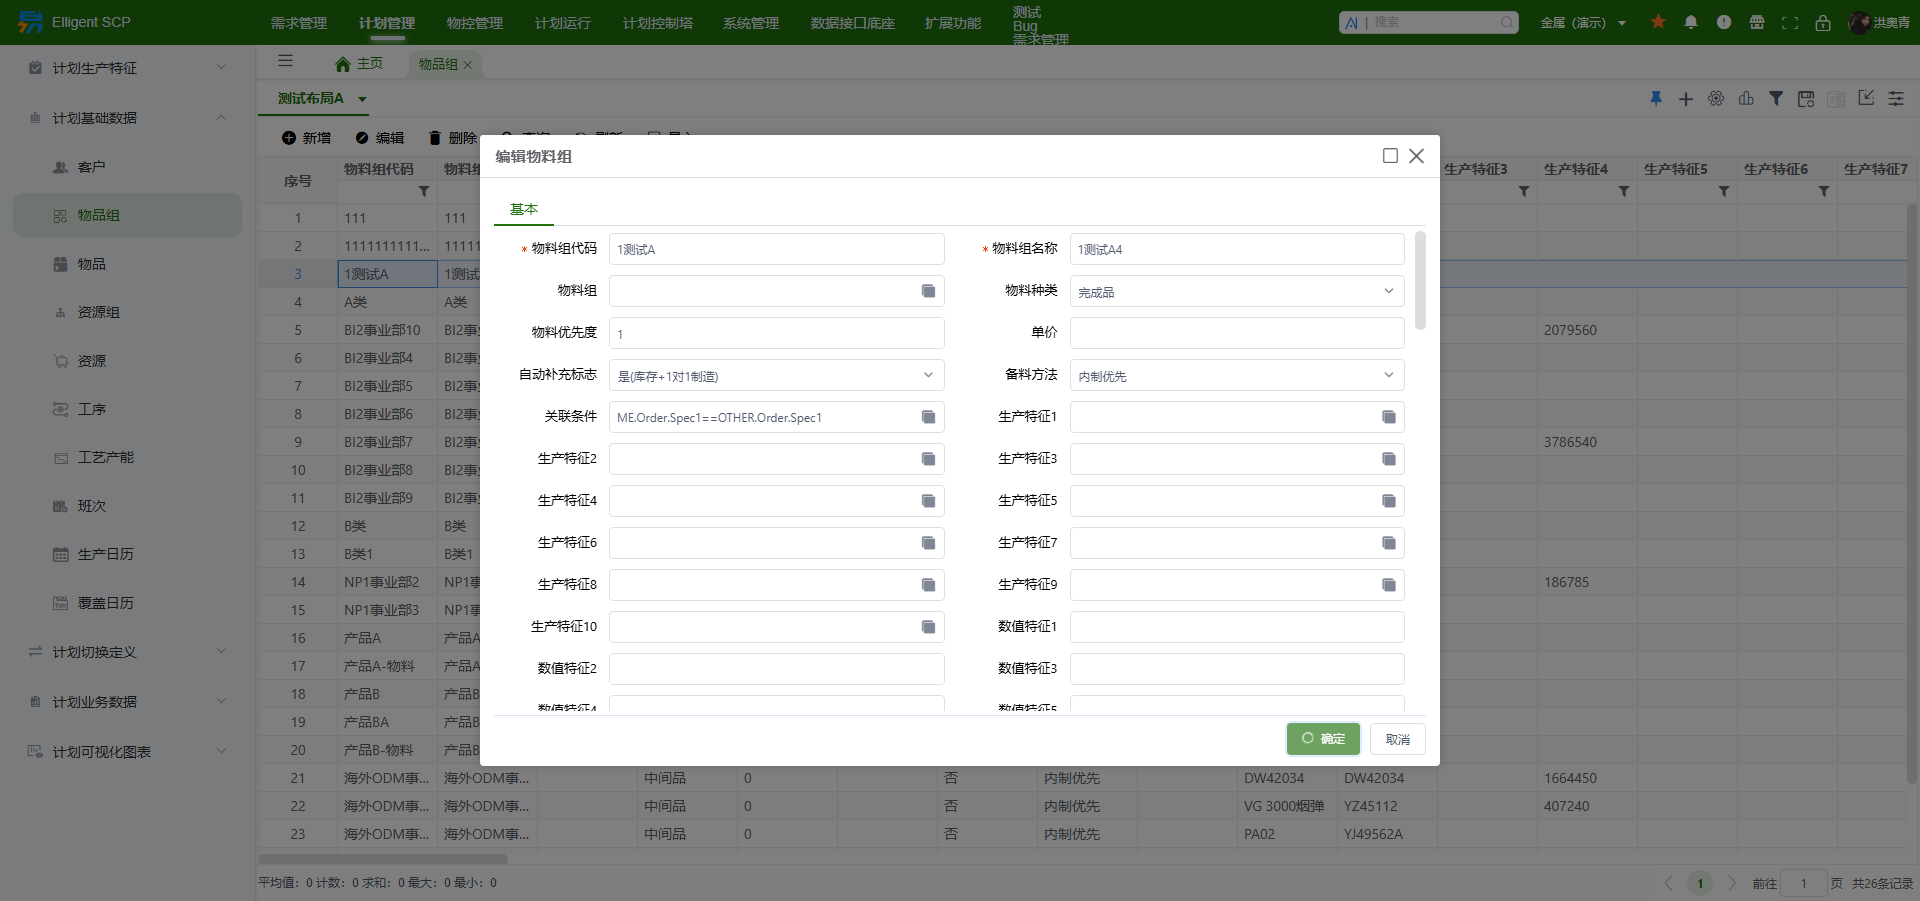 Elligent SCP
需求管理 计划管理 物控管理 计划运行 计划控制塔 系统管理 数据接口底座 扩展功能
测试
Bug
需求管理
AI | 搜索
金属（演示）
洪奥青
计划生产特征
计划基础数据
客户
物品组
物品
资源组
资源
工序
工艺产能
班次
生产日历
覆盖日历
计划切换定义
计划业务数据
计划可视化图表
主页 物品组
测试布局A
新增 编辑 删除
序号 物料组代码 生产特征3 生产特征4 生产特征5 生产特征6 生产特征7
1 111 111
2 1111111111... 11111
3 1测试A 1测试
4 A类 A类
5 BI2事业部10 BI2事 2079560
6 BI2事业部4 BI2事
7 BI2事业部5 BI2事
8 BI2事业部6 BI2事
9 BI2事业部7 BI2事 3786540
10 BI2事业部8 BI2事
11 BI2事业部9 BI2事
12 B类 B类
13 B类1 B类1
14 NP1事业部2 NP1事 186785
15 NP1事业部3 NP1事
16 产品A 产品A
17 产品A-物料 产品A
18 产品B 产品B
19 产品BA 产品B
20 产品B-物料 产品B
21 海外ODM事... 海外ODM事... 中间品 0 否 内制优先 DW42034 DW42034 1664450
22 海外ODM事... 海外ODM事... 中间品 0 否 内制优先 VG 3000烟弹 YZ45112 407240
23 海外ODM事... 海外ODM事... 中间品 0 否 内制优先 PA02 YJ49562A
平均值：0 计数：0 求和：0 最大：0 最小：0
1 前往 1 页 共26条记录
编辑物料组
基本
* 物料组代码 1测试A
* 物料组名称 1测试A4
物料组
物料种类 完成品
物料优先度 1
单价
自动补充标志 是(库存+1对1制造)
备料方法 内制优先
关联条件 ME.Order.Spec1==OTHER.Order.Spec1
生产特征1
生产特征2
生产特征3
生产特征4
生产特征5
生产特征6
生产特征7
生产特征8
生产特征9
生产特征10
数值特征1
数值特征2
数值特征3
数值特征4
数值特征5
确定 取消